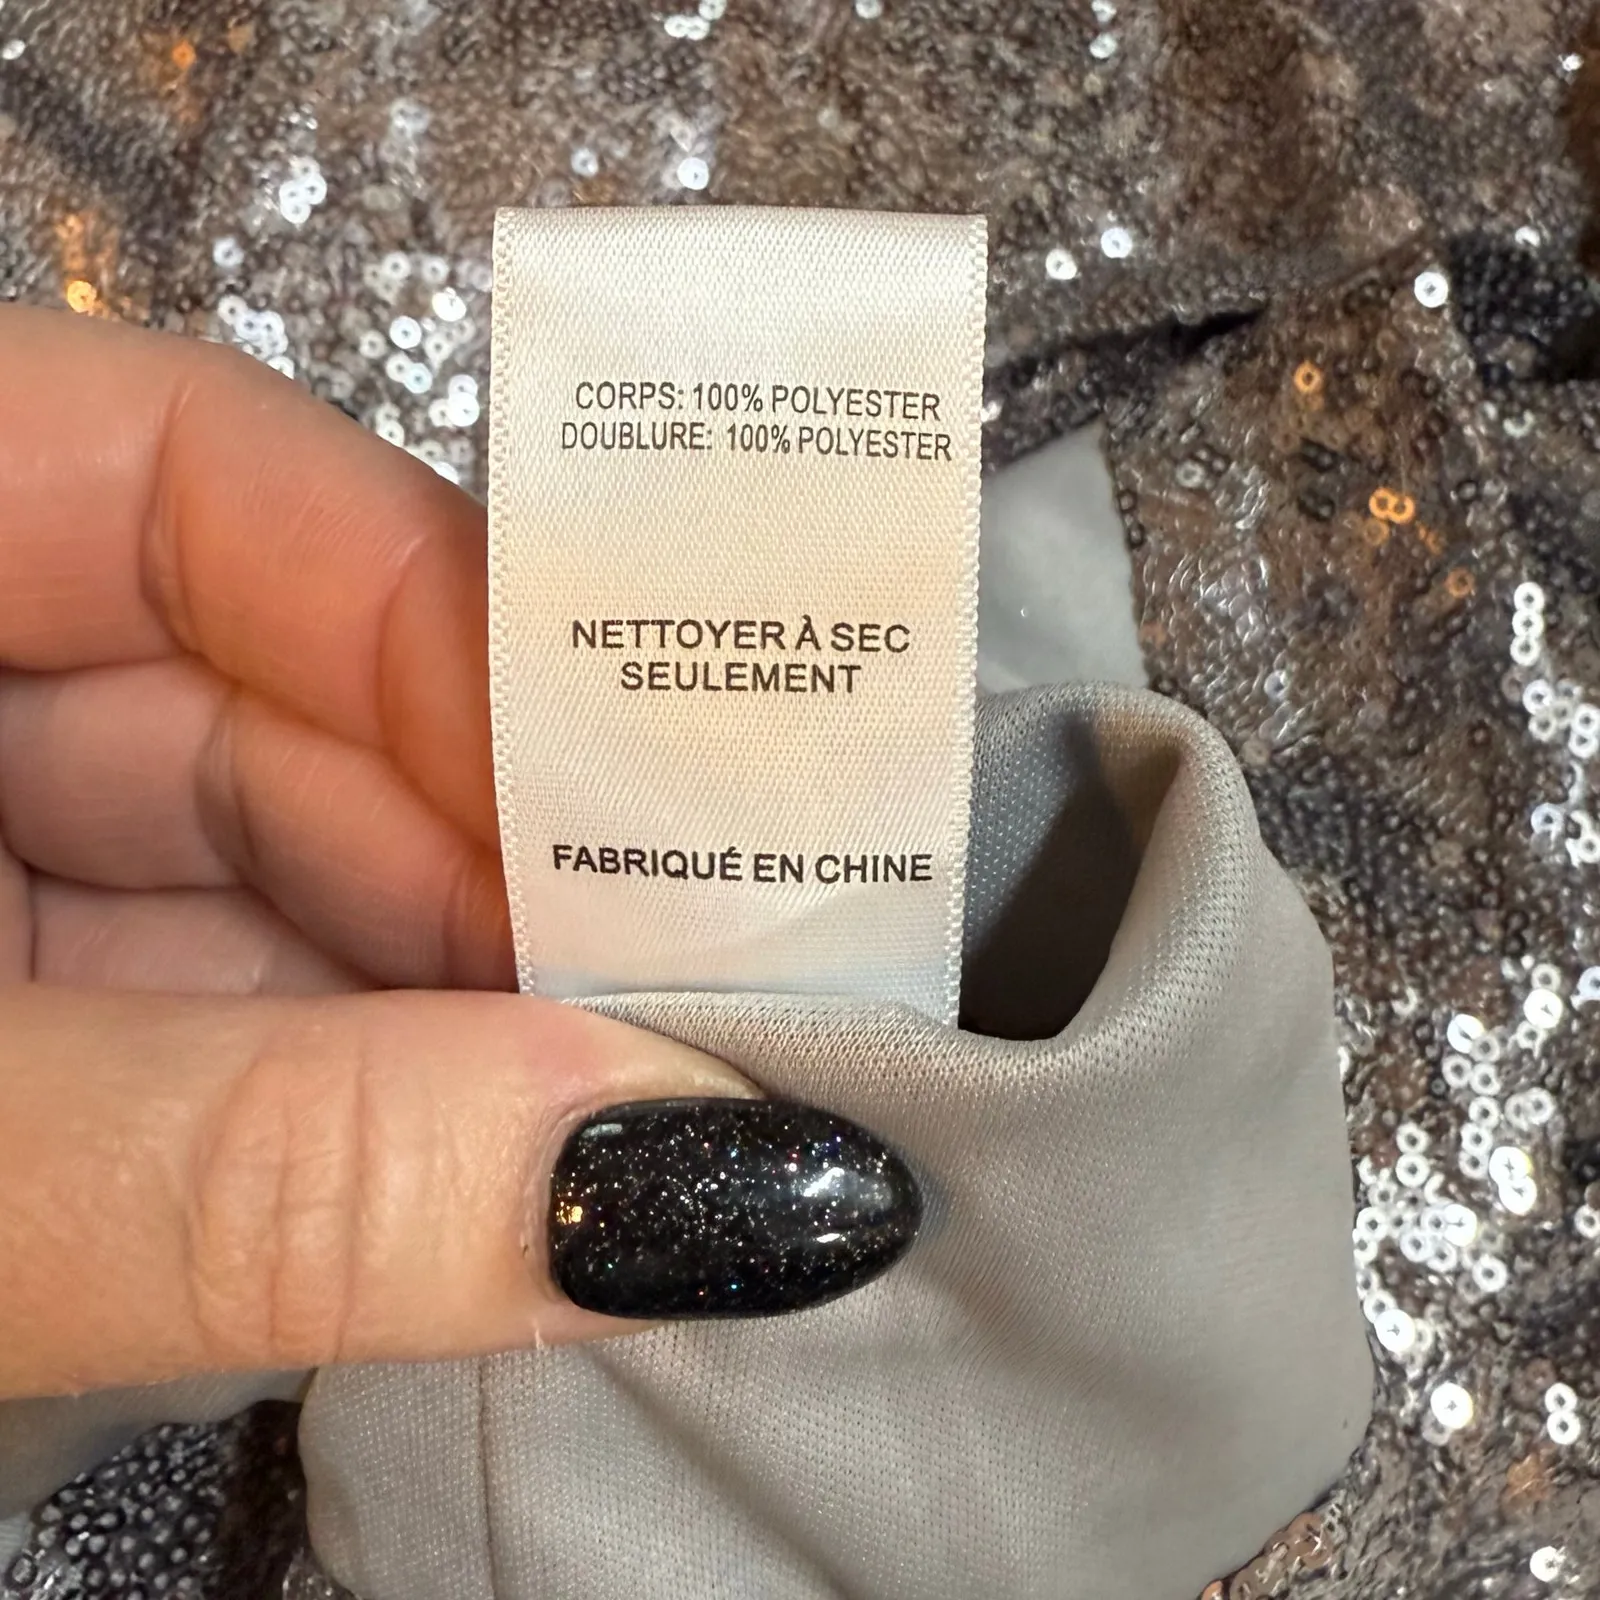 CORPS: 100% POLYESTER
DOUBLURE: 100% POLYESTER
NETTOYER À SEC
SEULEMENT
FABRIQUÉ EN CHINE